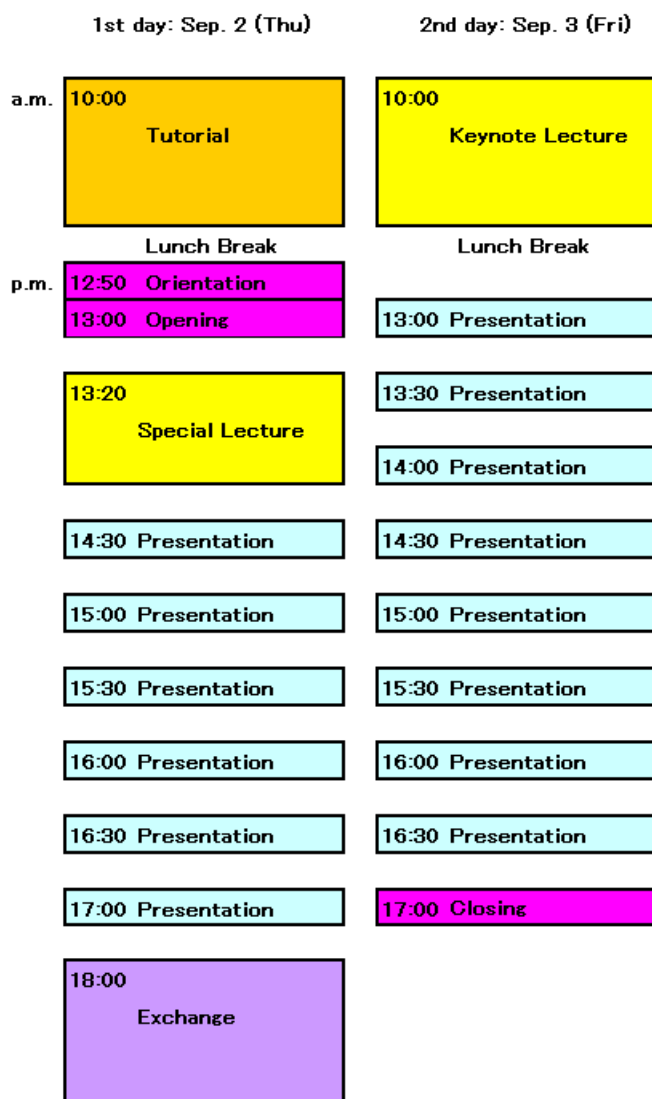 1st day: Sep. 2 (Thu)
2nd day: Sep. 3 (Fri)
a.m.
10:00
Tutorial
10:00
Keynote Lecture
Lunch Break
Lunch Break
p.m.
12:50 Orientation
13:00 Opening
13:00 Presentation
13:20
Special Lecture
13:30 Presentation
14:00 Presentation
14:30 Presentation
14:30 Presentation
15:00 Presentation
15:00 Presentation
15:30 Presentation
15:30 Presentation
16:00 Presentation
16:00 Presentation
16:30 Presentation
16:30 Presentation
17:00 Presentation
17:00 Closing
18:00
Exchange